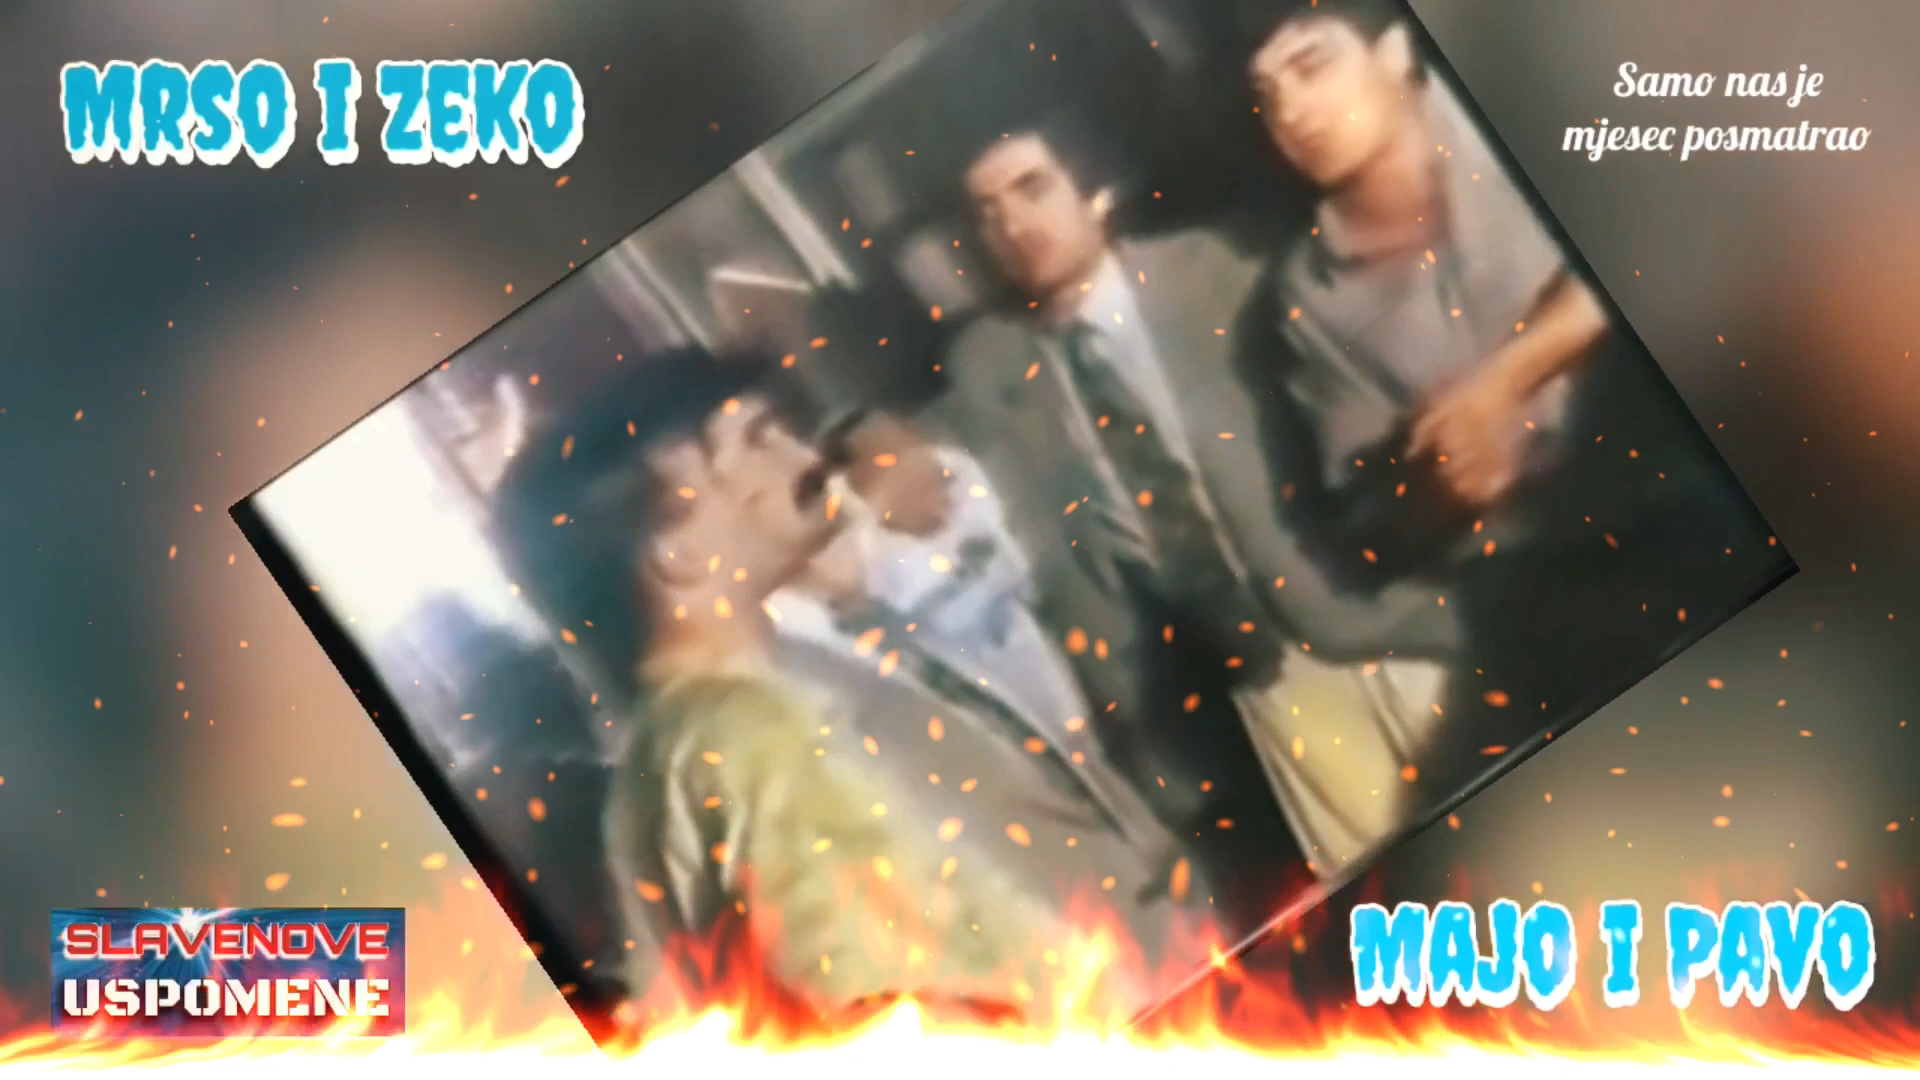 MRSO I ZEKO
Samo nas je
mjesec posmatrao
SLAVENOVE
USPOMENE
MAJO I PAVO